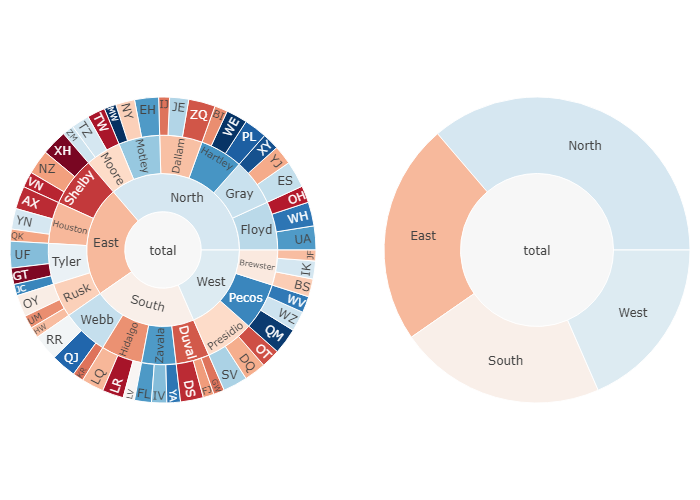 total
North
East
South
West
Floyd
Gray
Hartley
Dallam
Motley
Moore
Shelby
Houston
Tyler
Rusk
Webb
Hidalgo
Zavala
Duval
Presidio
Pecos
Brewster
UA
WH
OH
ES
YJ
XY
PL
WE
BI
ZQ
JE
IJ
EH
NY
MW
TW
TZ
ZM
XH
NZ
VN
AX
YN
QK
UF
GT
JC
OY
UM
HW
RR
QJ
LQ
LR
LV
FL
IV
YA
DS
SV
DQ
OT
QM
WZ
WV
BS
IK
total
North
East
South
West